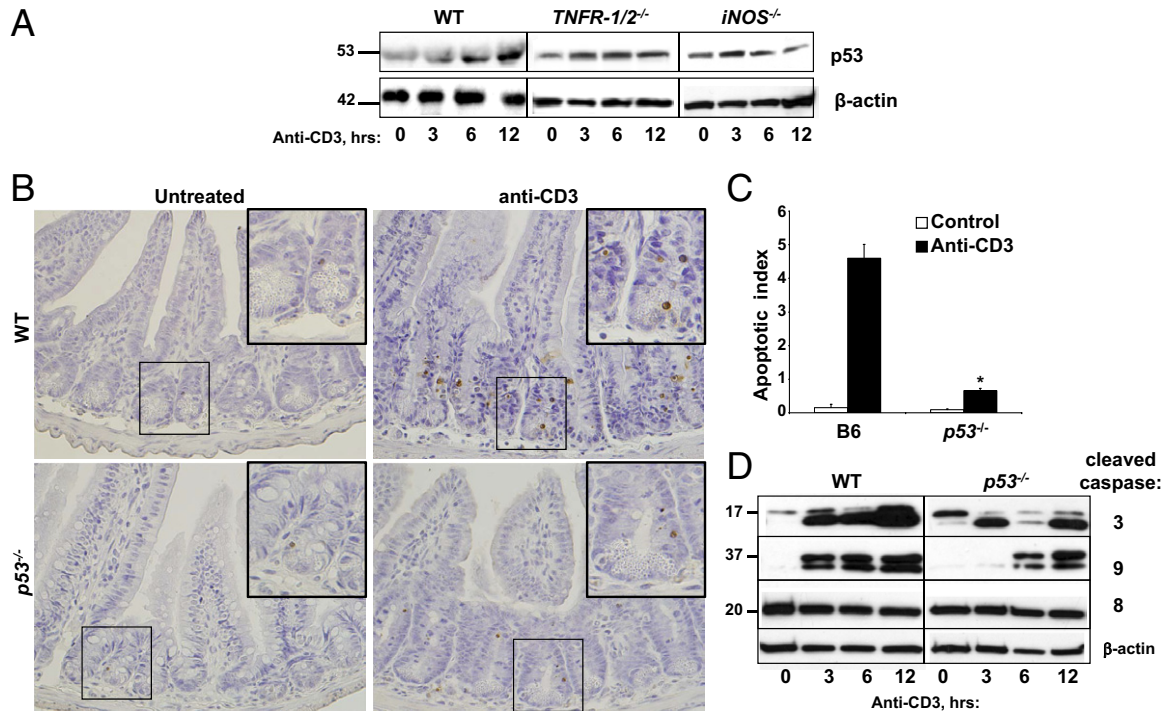 A
WT TNFR-1/2-/- iNOS-/-
53 p53
42 β-actin
Anti-CD3, hrs: 0 3 6 12 0 3 6 12 0 3 6 12
B
Untreated anti-CD3
WT
p53-/-
C
Apoptotic index
6
5
4
3
2
1
0
Control
Anti-CD3
*
B6 p53-/-
D
WT p53-/- cleaved
caspase:
17 3
37 9
20 8
β-actin
0 3 6 12 0 3 6 12
Anti-CD3, hrs: